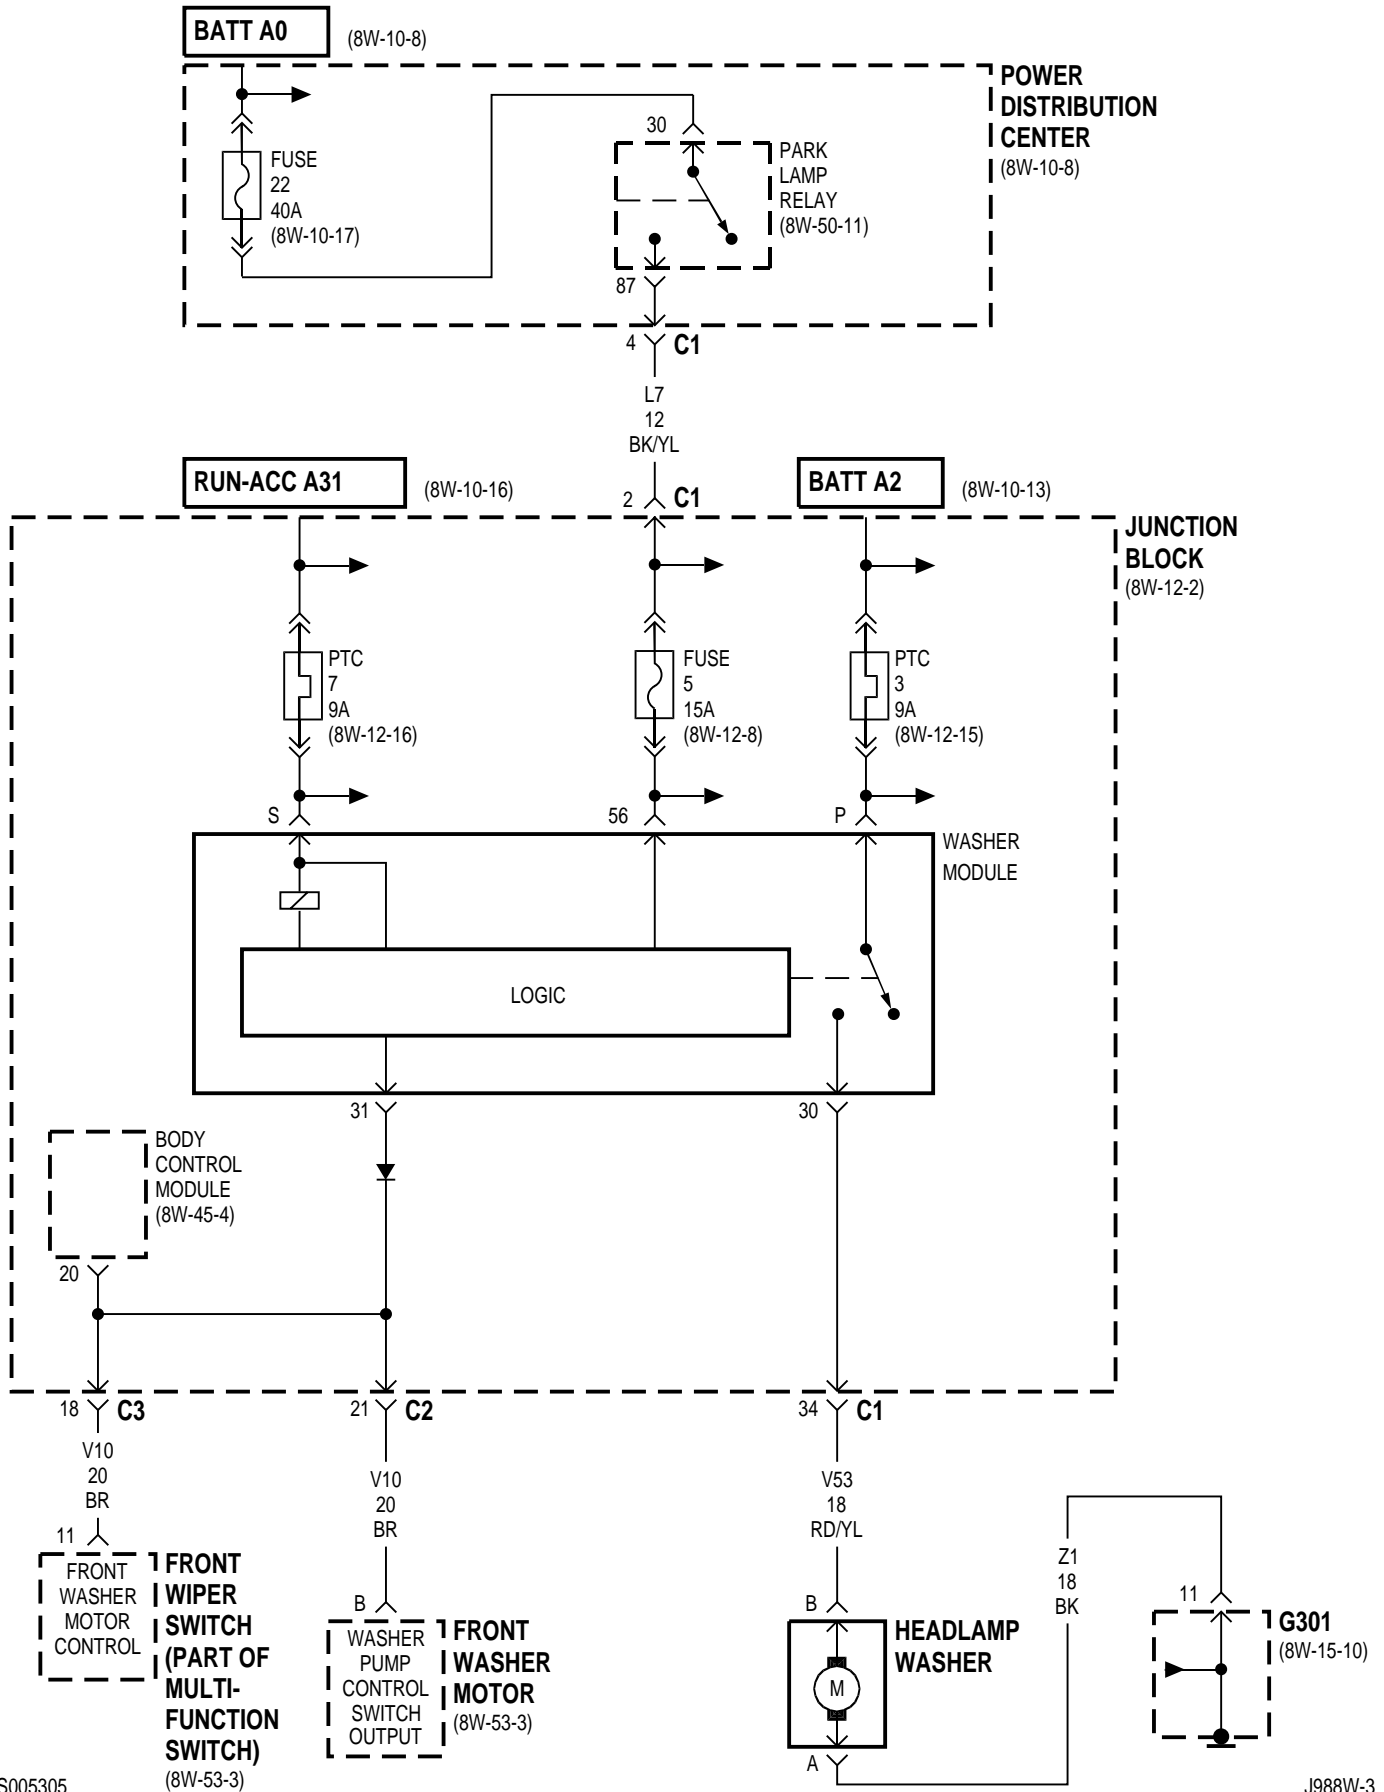 BATT A0
(8W-10-8)
POWER
DISTRIBUTION
CENTER
(8W-10-8)
FUSE
22
40A
(8W-10-17)
30
PARK
LAMP
RELAY
(8W-50-11)
87
4
C1
L7
12
BK/YL
RUN-ACC A31
(8W-10-16)
2
C1
BATT A2
(8W-10-13)
JUNCTION
BLOCK
(8W-12-2)
PTC
7
9A
(8W-12-16)
FUSE
5
15A
(8W-12-8)
PTC
3
9A
(8W-12-15)
S
56
P
WASHER
MODULE
LOGIC
31
30
BODY
CONTROL
MODULE
(8W-45-4)
20
18
C3
21
C2
34
C1
V10
20
BR
V10
20
BR
V53
18
RD/YL
Z1
18
BK
11
FRONT
WASHER
MOTOR
CONTROL
FRONT
WIPER
SWITCH
(PART OF
MULTI-
FUNCTION
SWITCH)
(8W-53-3)
B
WASHER
PUMP
CONTROL
SWITCH
OUTPUT
FRONT
WASHER
MOTOR
(8W-53-3)
B
M
A
HEADLAMP
WASHER
11
G301
(8W-15-10)
S005305
J988W-3